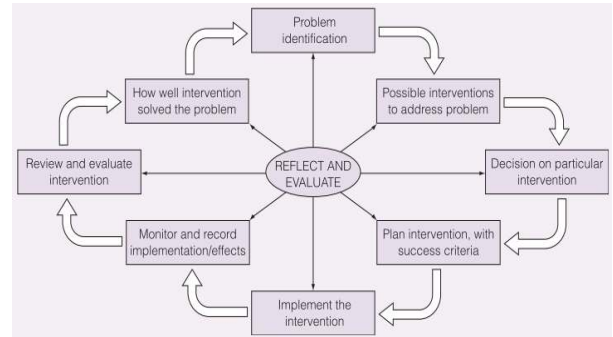 Problem
identification
How well intervention
solved the problem
Possible interventions
to address problem
Review and evaluate
intervention
REFLECT AND
EVALUATE
Decision on particular
intervention
Monitor and record
implementation/effects
Plan intervention, with
success criteria
Implement the
intervention